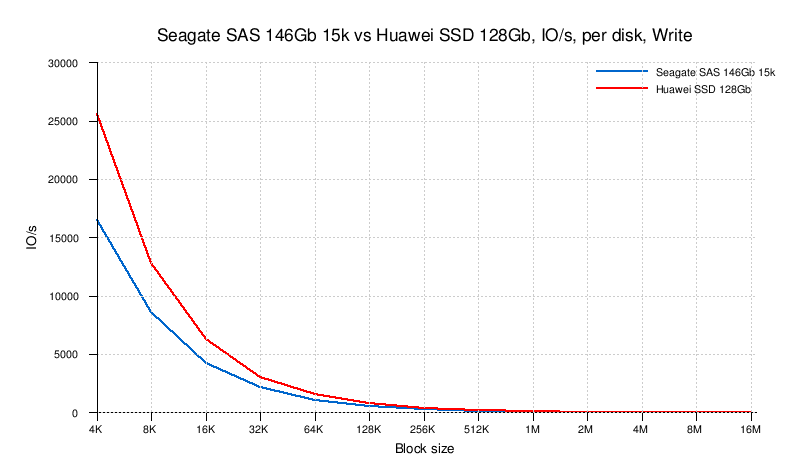 Seagate SAS 146Gb 15k vs Huawei SSD 128Gb, IO/s, per disk, Write
Seagate SAS 146Gb 15k
Huawei SSD 128Gb
IO/s
30000
25000
20000
15000
10000
5000
0
4K 8K 16K 32K 64K 128K 256K 512K 1M 2M 4M 8M 16M
Block size